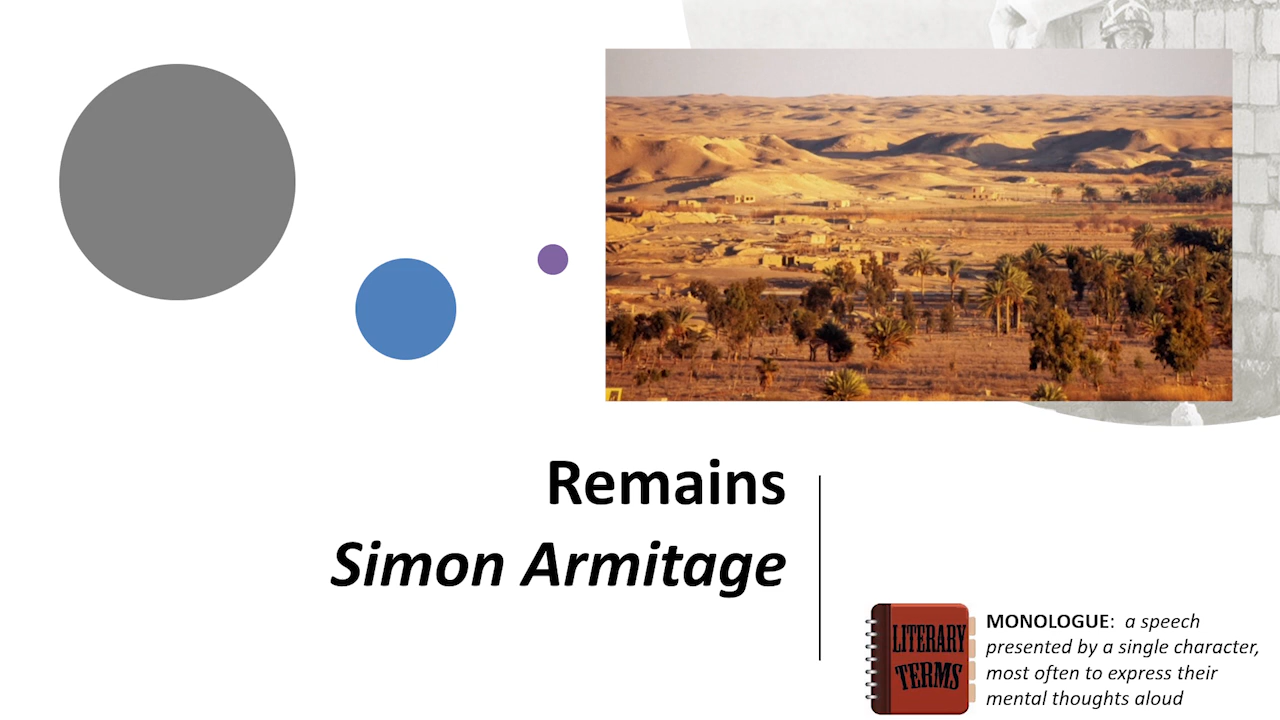 Remains
Simon Armitage
LITERARY
TERMS
MONOLOGUE: a speech
presented by a single character,
most often to express their
mental thoughts aloud